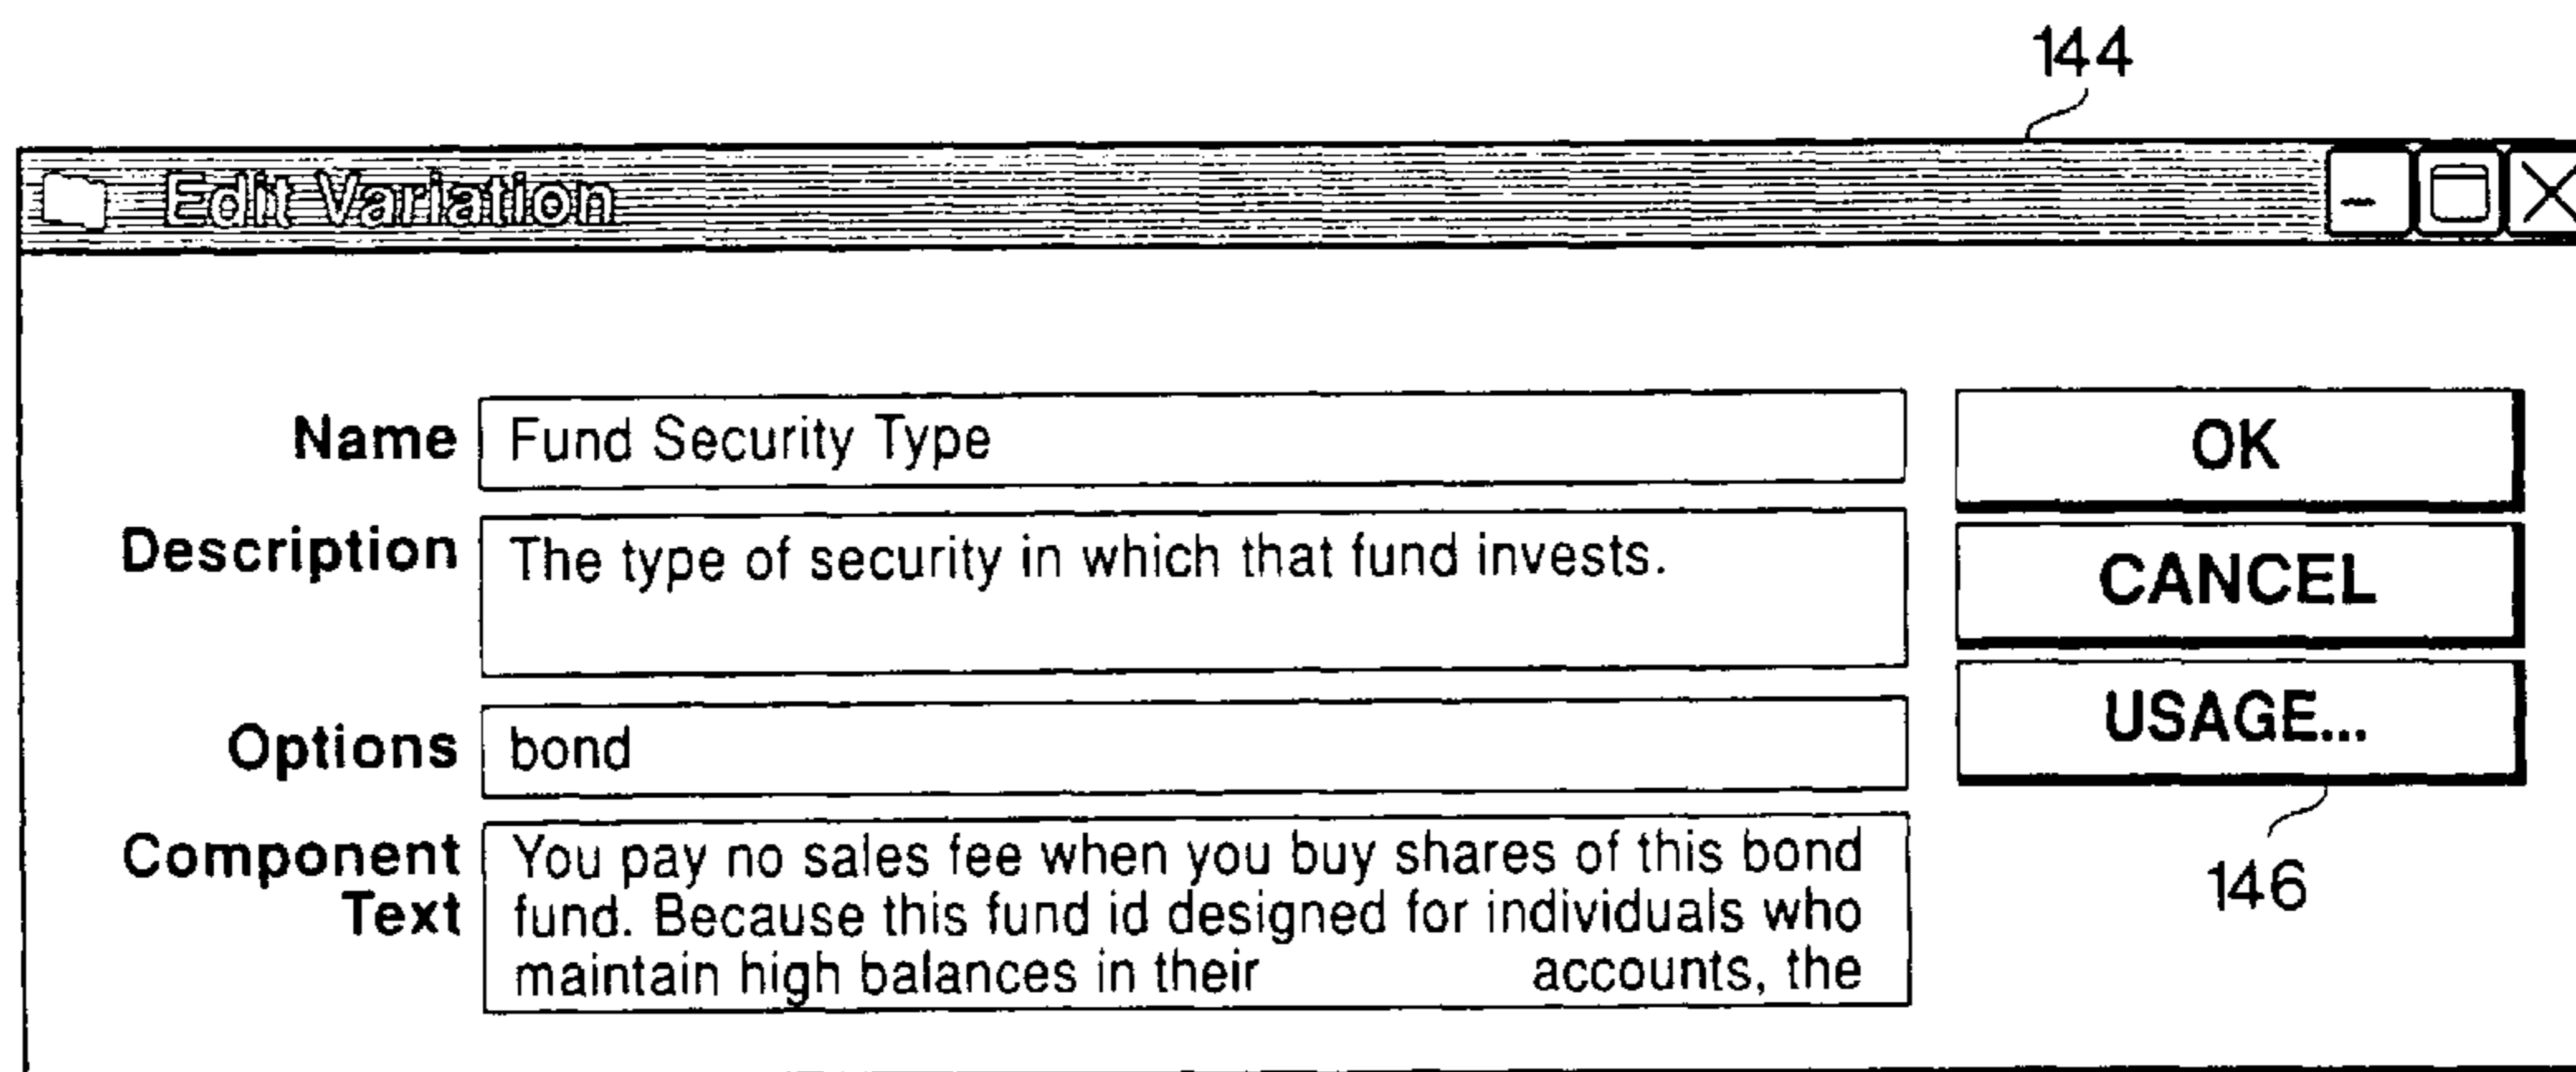 144
Edit Variation
Name Fund Security Type OK
Description The type of security in which that fund invests. CANCEL
Options bond USAGE...
Component Text You pay no sales fee when you buy shares of this bond
fund. Because this fund id designed for individuals who
maintain high balances in their accounts, the
146